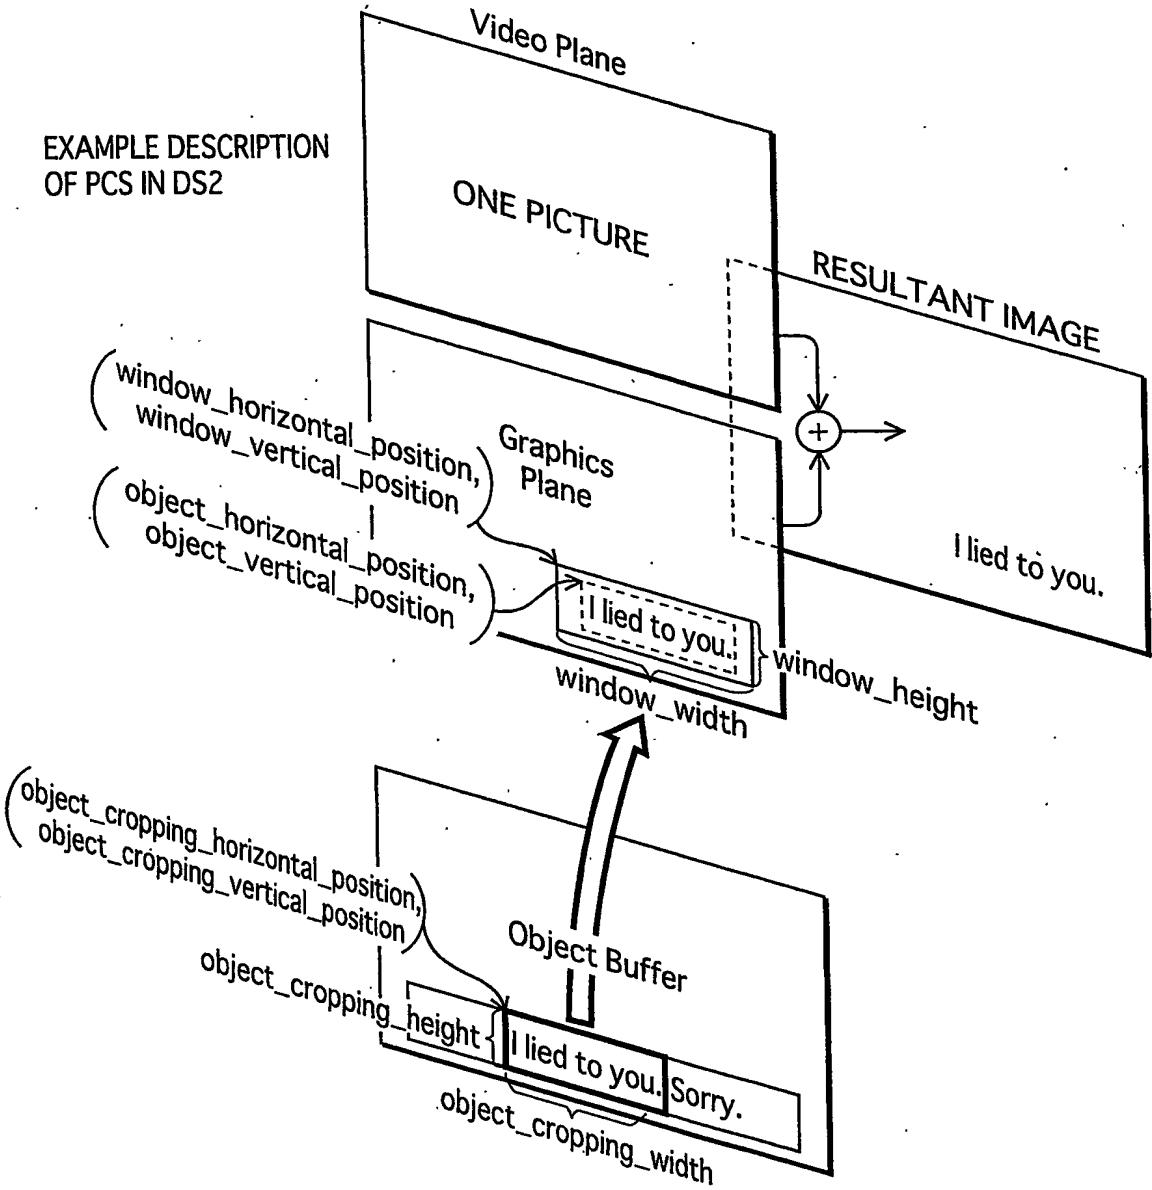 Video Plane
EXAMPLE DESCRIPTION
OF PCS IN DS2
ONE PICTURE
RESULTANT IMAGE
(window_horizontal_position,
window_vertical_position)
Graphics
Plane
(object_horizontal_position,
object_vertical_position)
I lied to you.
I lied to you.
window_height
window_width
(object_cropping_horizontal_position,
object_cropping_vertical_position)
Object Buffer
object_cropping_height
I lied to you. Sorry.
object_cropping_width